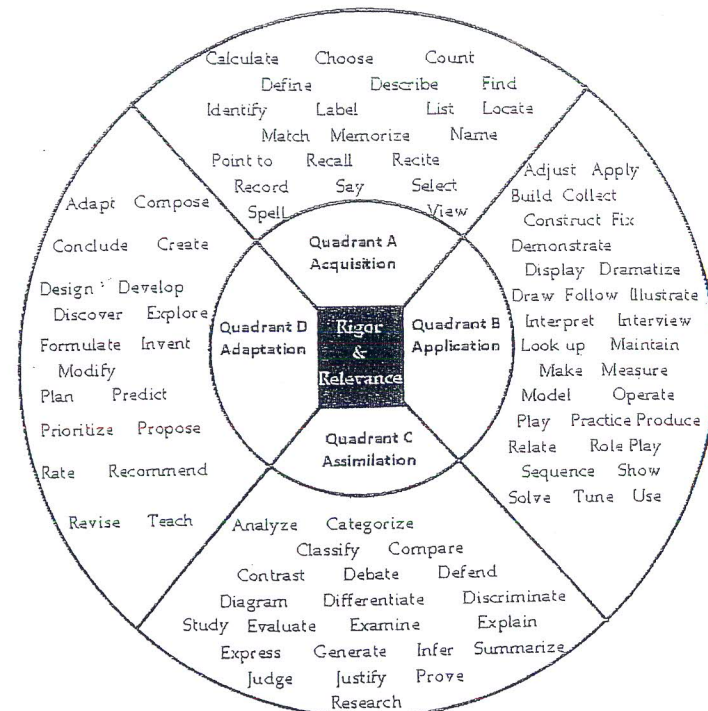 Calculate Choose Count
Define Describe Find
Identify Label List Locate
Match Memorize Name
Point to Recall Recite
Record Say Select
Spell View
Quadrant A
Acquisition
Adjust Apply
Build Collect
Construct Fix
Demonstrate
Display Dramatize
Draw Follow Illustrate
Interpret Interview
Look up Maintain
Make Measure
Model Operate
Play Practice Produce
Relate Role Play
Sequence Show
Solve Tune Use
Quadrant B
Application
Rigor
&
Relevance
Quadrant D
Adaptation
Adapt Compose
Conclude Create
Design Develop
Discover Explore
Formulate Invent
Modify
Plan Predict
Prioritize Propose
Rate Recommend
Revise Teach
Quadrant C
Assimilation
Analyze Categorize
Classify Compare
Contrast Debate Defend
Diagram Differentiate Discriminate
Study Evaluate Examine Explain
Express Generate Infer Summarize
Judge Justify Prove
Research